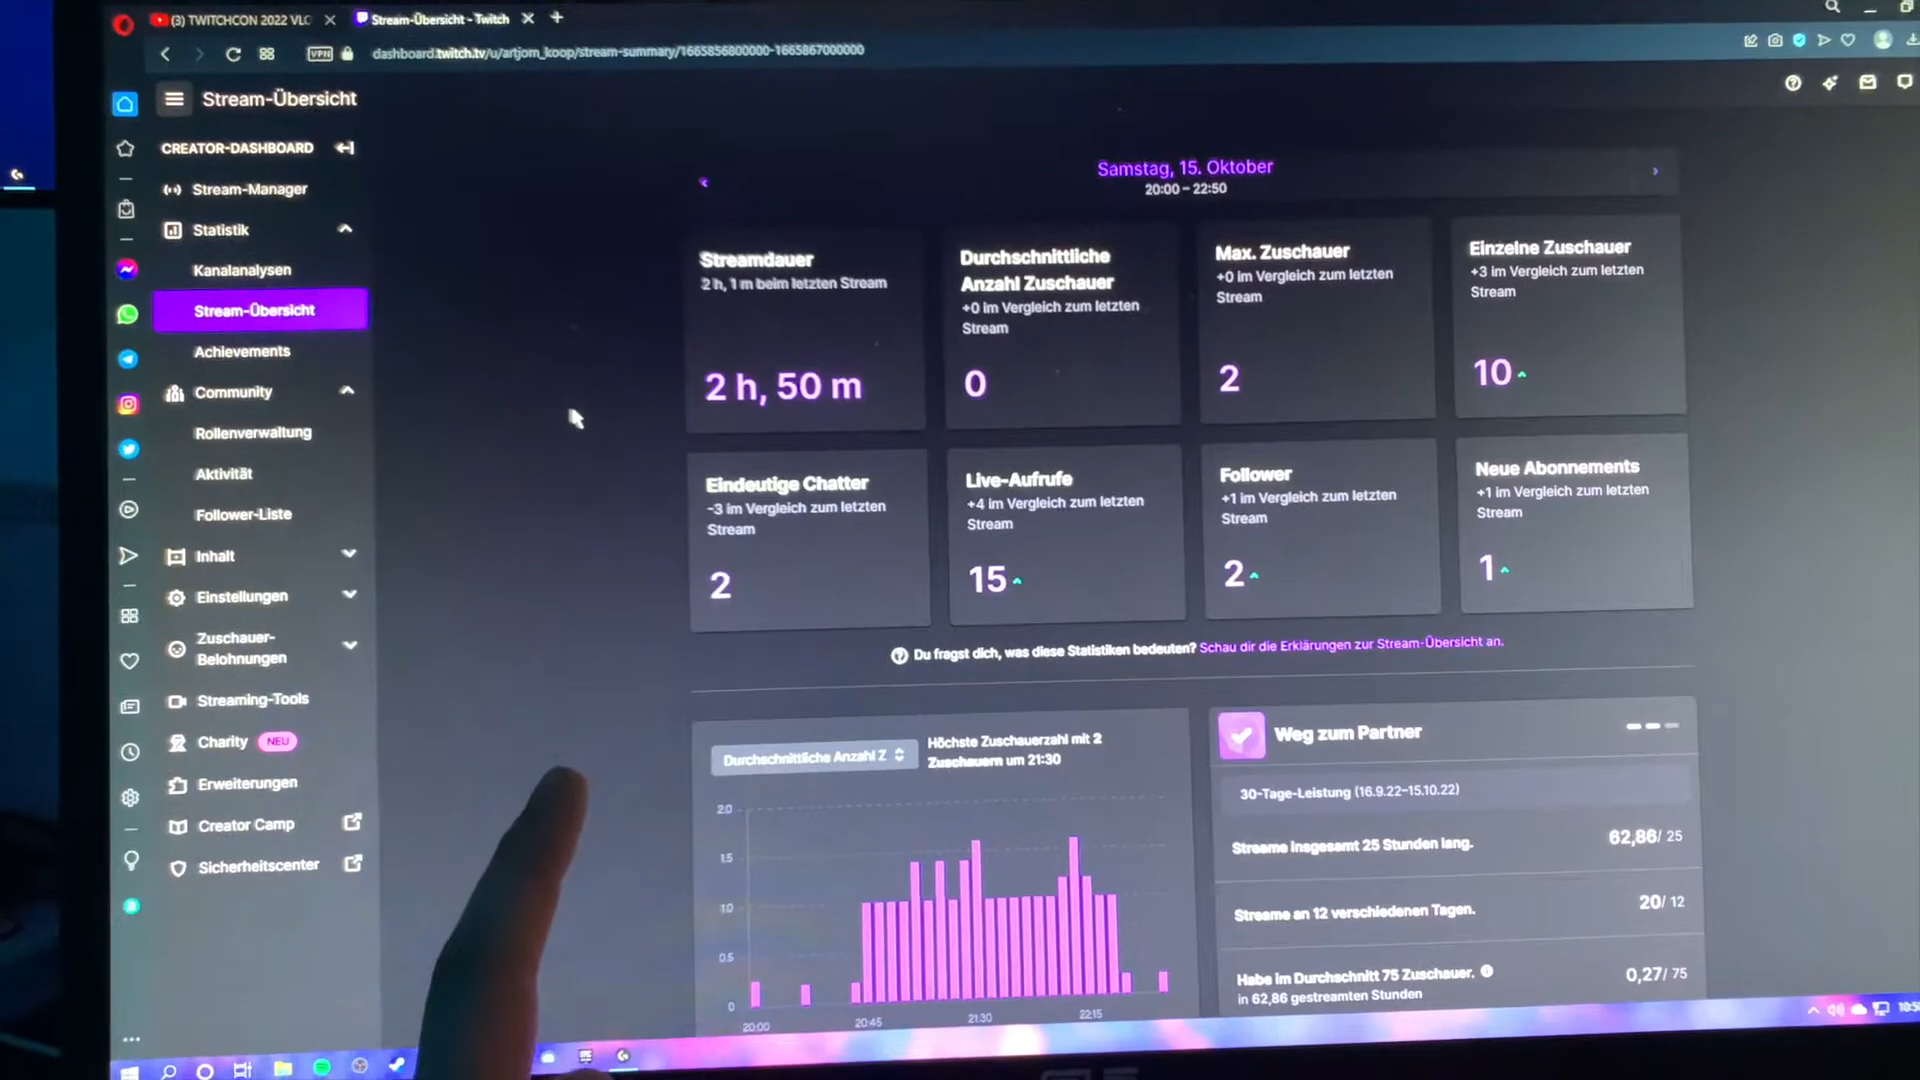 (3) TWITCHCON 2022 VLO
Stream-Übersicht - Twitch
VPN
dashboard.twitch.tv/u/artjom_koop/stream-summary/1665856800000-1665867000000
Stream-Übersicht
CREATOR-DASHBOARD
Stream-Manager
Statistik
Kanalanalysen
Stream-Übersicht
Achievements
Community
Rollenverwaltung
Aktivität
Follower-Liste
Inhalt
Einstellungen
Zuschauer-
Belohnungen
Streaming-Tools
Charity NEU
Erweiterungen
Creator Camp
Sicherheitscenter
Samstag, 15. Oktober
20:00 – 22:50
Streamdauer
2 h, 1 m beim letzten Stream
2 h, 50 m
Durchschnittliche
Anzahl Zuschauer
+0 im Vergleich zum letzten
Stream
0
Max. Zuschauer
+0 im Vergleich zum letzten
Stream
2
Einzelne Zuschauer
+3 im Vergleich zum letzten
Stream
10
Eindeutige Chatter
-3 im Vergleich zum letzten
Stream
2
Live-Aufrufe
+4 im Vergleich zum letzten
Stream
15
Follower
+1 im Vergleich zum letzten
Stream
2
Neue Abonnements
+1 im Vergleich zum letzten
Stream
1
Du fragst dich, was diese Statistiken bedeuten? Schau dir die Erklärungen zur Stream-Übersicht an.
Durchschnittliche Anzahl Z
Höchste Zuschauerzahl mit 2
Zuschauern um 21:30
2.0
1.5
1.0
0.5
0
20:00
20:45
21:30
22:15
Weg zum Partner
30-Tage-Leistung (16.9.22–15.10.22)
Streame insgesamt 25 Stunden lang.
62,86/ 25
Streame an 12 verschiedenen Tagen.
20/ 12
Habe im Durchschnitt 75 Zuschauer.
in 62,86 gestreamten Stunden
0,27/ 75